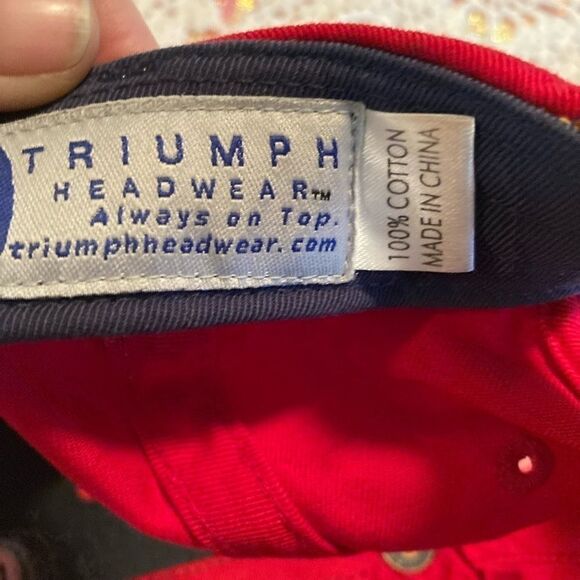 TRIUMPH
HEADWEAR™
Always on Top.
triumphheadwear.com
100% COTTON
MADE IN CHINA